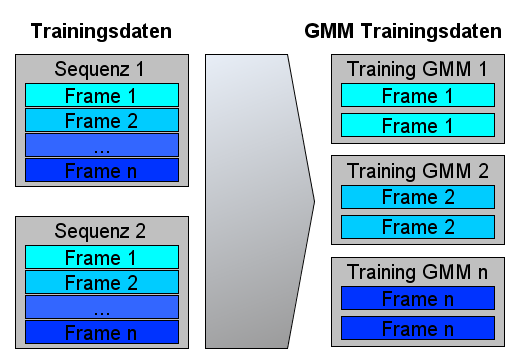 Trainingsdaten
Sequenz 1
Frame 1
Frame 2
...
Frame n
Sequenz 2
Frame 1
Frame 2
...
Frame n
GMM Trainingsdaten
Training GMM 1
Frame 1
Frame 1
Training GMM 2
Frame 2
Frame 2
Training GMM n
Frame n
Frame n